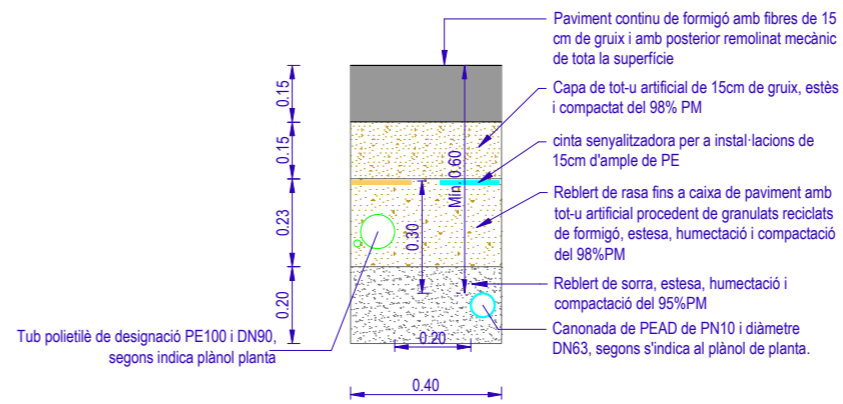 Paviment continu de formigó amb fibres de 15
cm de gruix i amb posterior remolinat mecànic
de tota la superfície
Capa de tot-u artificial de 15cm de gruix, estès
i compactat del 98% PM
cinta senyalitzadora per a instal·lacions de
15cm d'ample de PE
Reblert de rasa fins a caixa de paviment amb
tot-u artificial procedent de granulats reciclats
de formigó, estesa, humectació i compactació
del 98%PM
Reblert de sorra, estesa, humectació i
compactació del 95%PM
Canonada de PEAD de PN10 i diàmetre
DN63, segons s'indica al plànol de planta.
Tub polietilè de designació PE100 i DN90,
segons indica plànol planta
0.15
0.15
0.23
0.20
Mín. 0.60
0.30
0.20
0.40